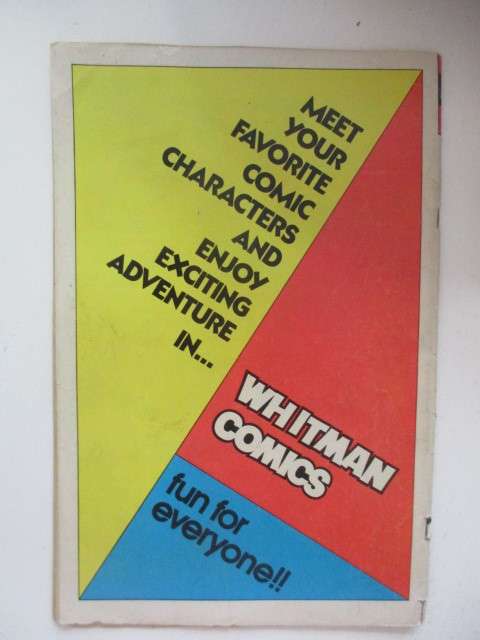 MEET
YOUR
FAVORITE
COMIC
CHARACTERS
AND
ENJOY
EXCITING
ADVENTURE
IN...
WHITMAN
COMICS
fun for
everyone!!